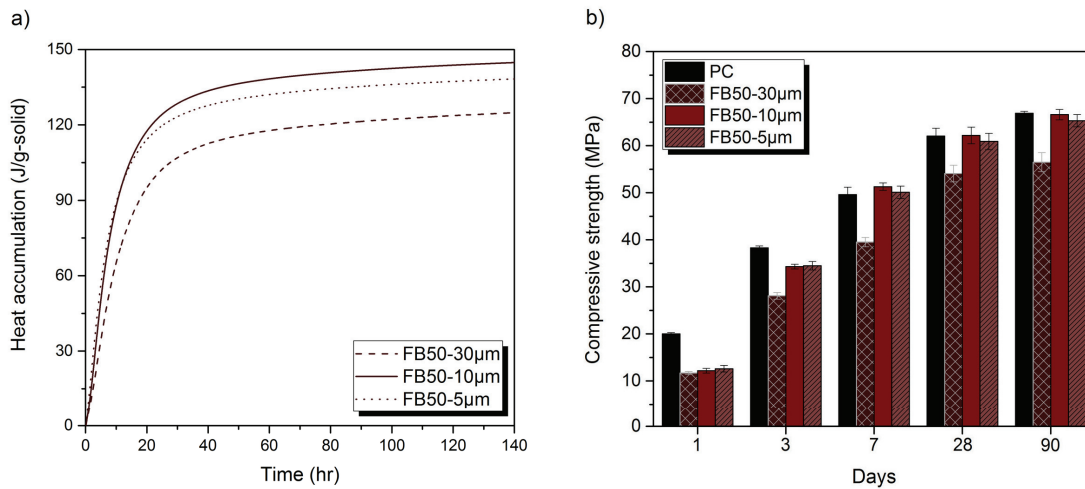 a)
150
120
90
60
30
0
Heat accumulation (J/g-solid)
FB50-30µm
FB50-10µm
FB50-5µm
0 20 40 60 80 100 120 140
Time (hr)
b)
80
70
60
50
40
30
20
10
0
Compressive strength (MPa)
PC
FB50-30µm
FB50-10µm
FB50-5µm
1 3 7 28 90
Days